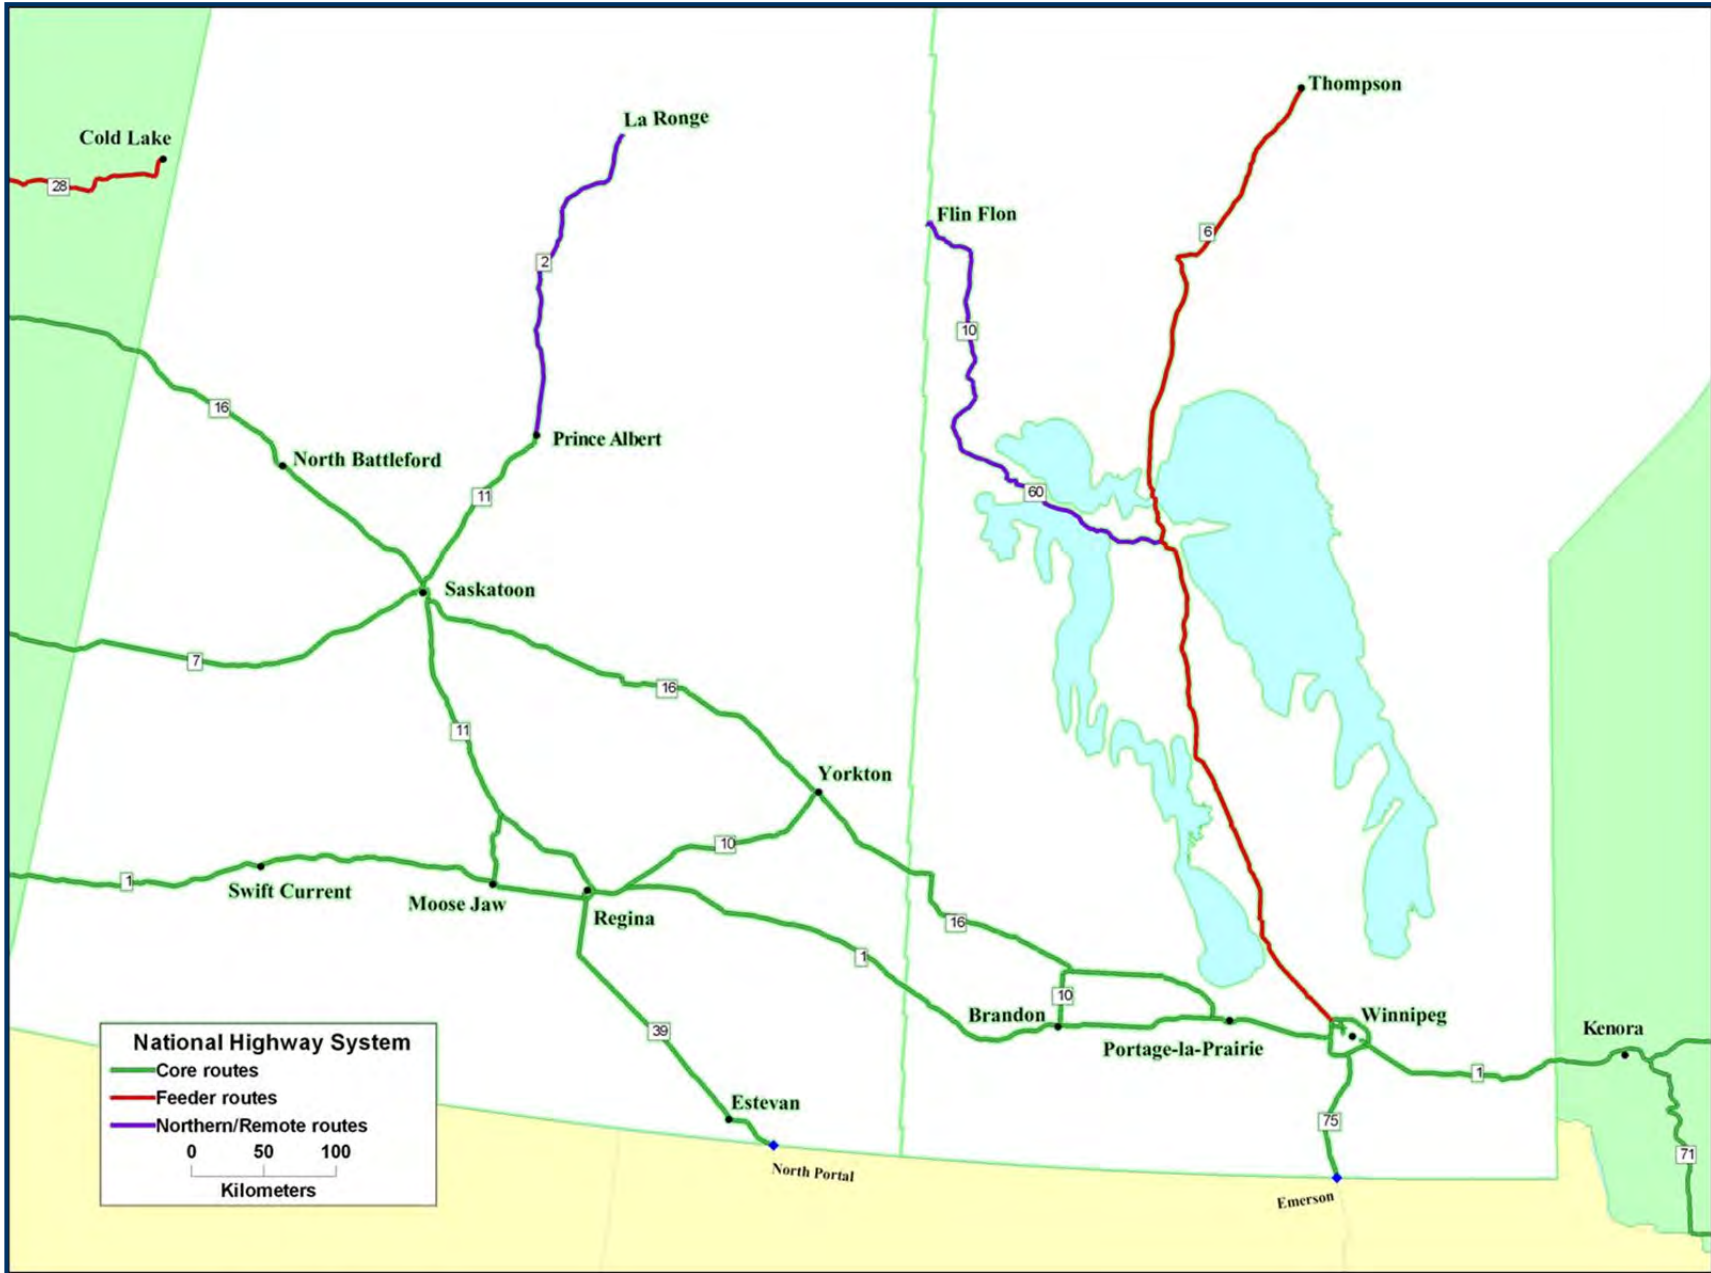 Thompson
La Ronge
Cold Lake
28
Flin Flon
6
2
10
16
Prince Albert
North Battleford
11
60
Saskatoon
7
16
11
Yorkton
10
1
Swift Current
Moose Jaw
Regina
16
1
10
Brandon
Winnipeg
Kenora
Portage-la-Prairie
39
1
National Highway System
Core routes
Feeder routes
Northern/Remote routes
0 50 100
Kilometers
Estevan
75
71
North Portal
Emerson